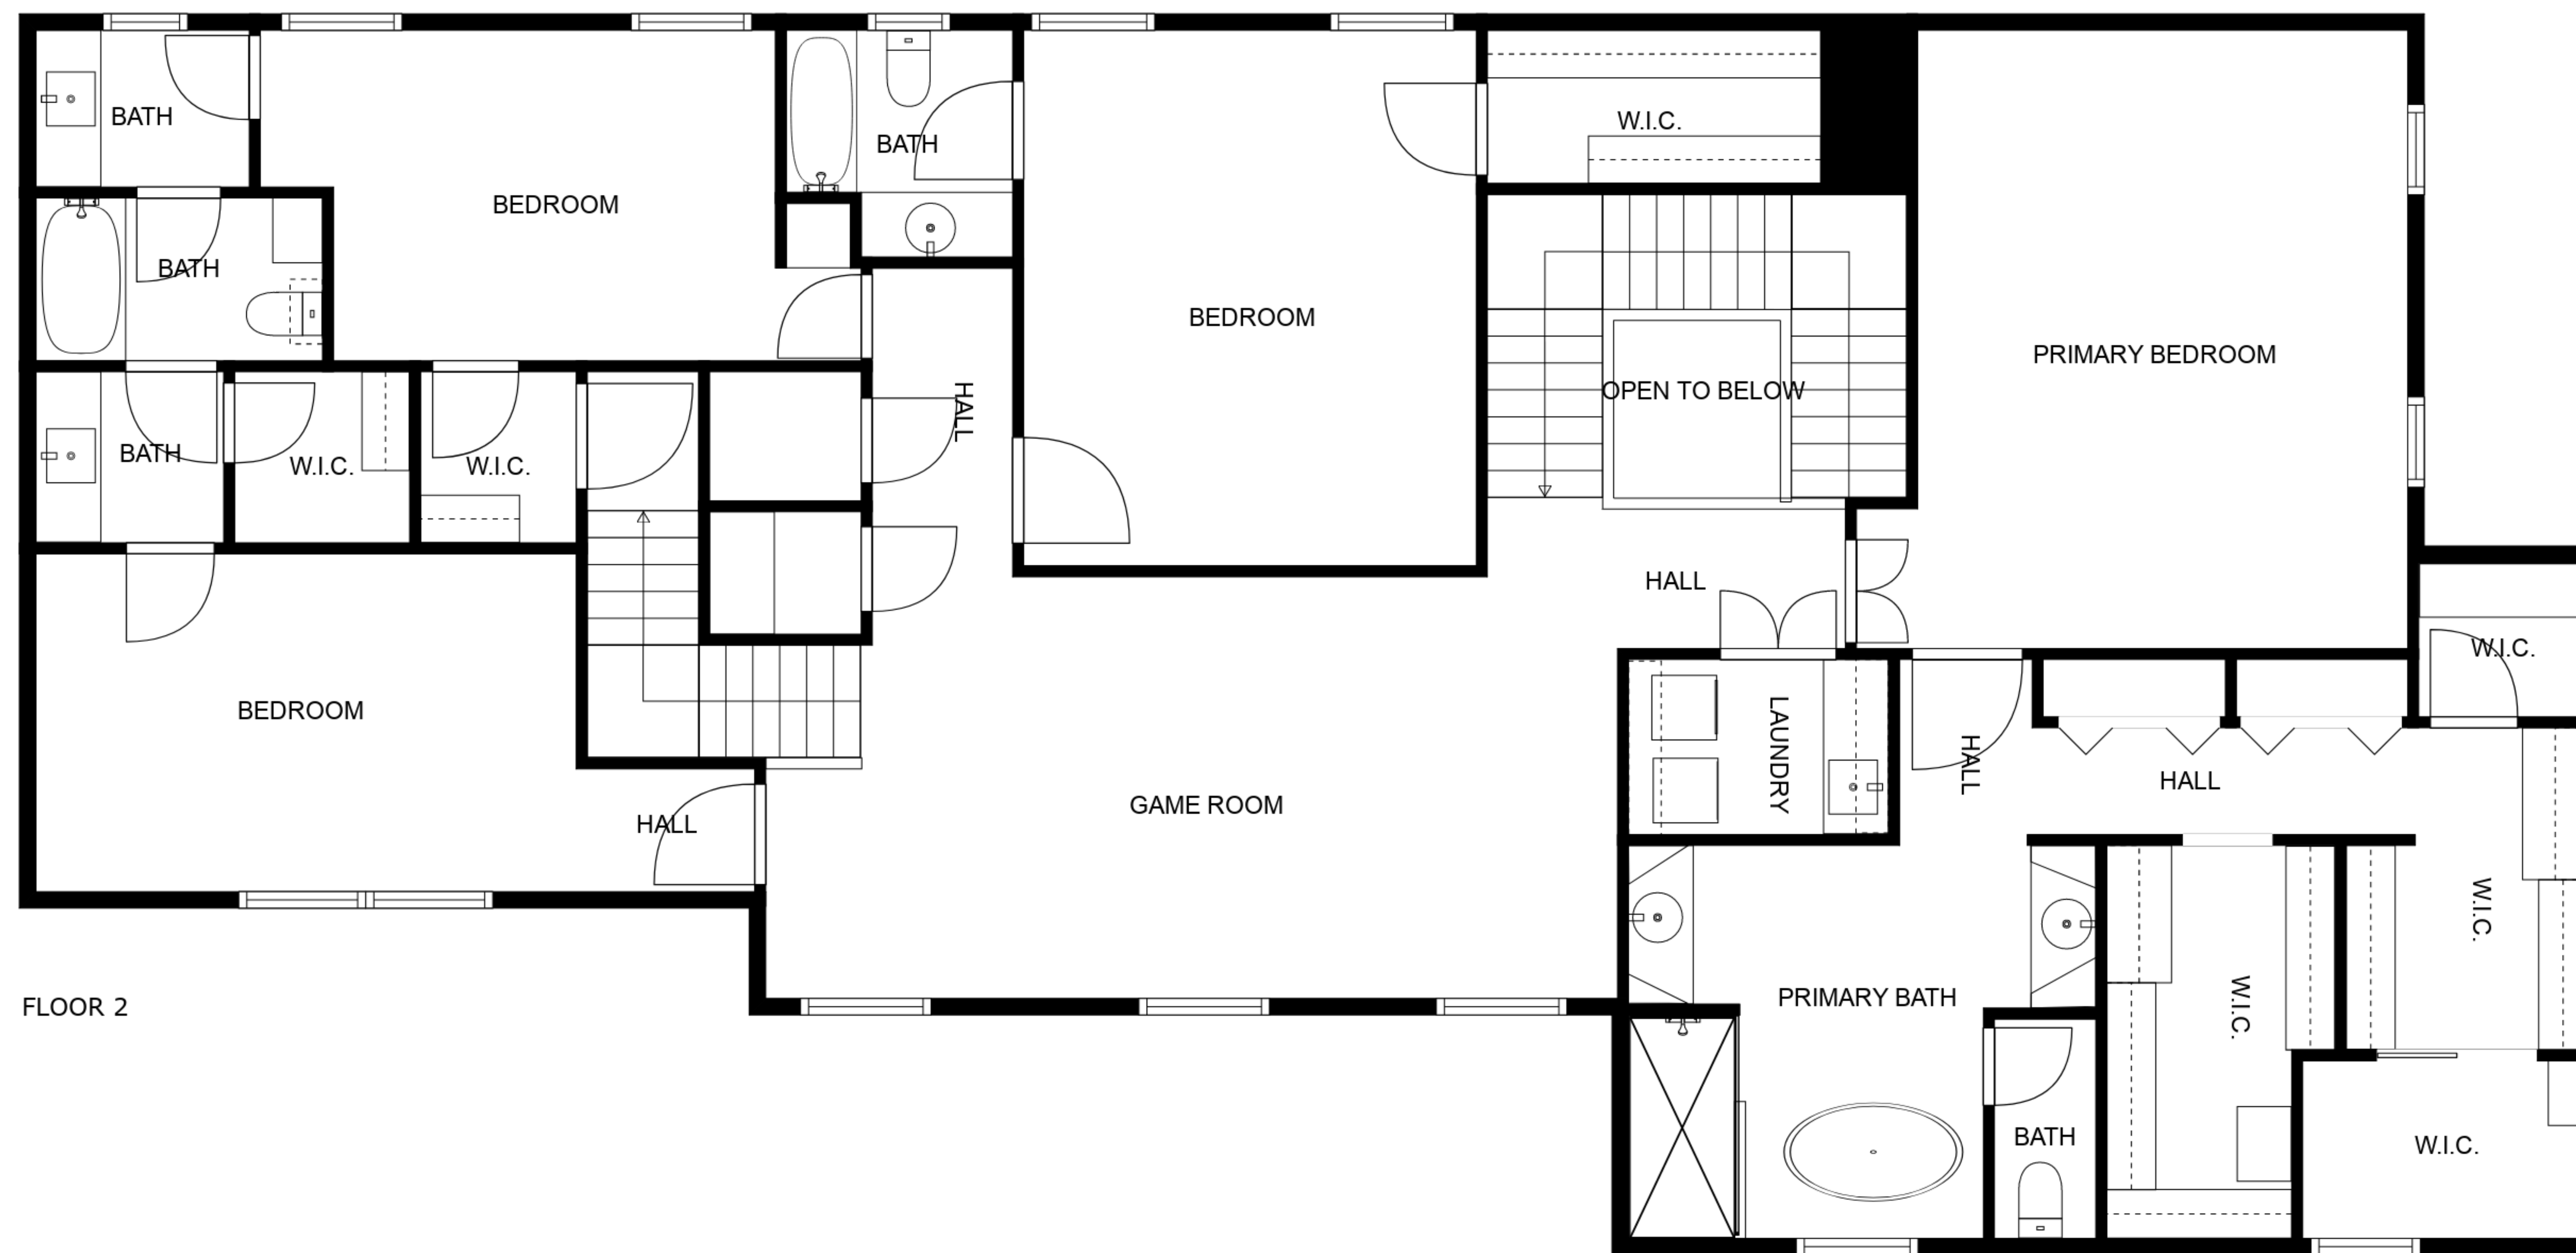 BATH
BATH
W.I.C.
BEDROOM
BATH
BEDROOM
PRIMARY BEDROOM
OPEN TO BELOW
HALL
BATH
W.I.C.
W.I.C.
HALL
W.I.C.
BEDROOM
LAUNDRY
HALL
HALL
GAME ROOM
HALL
W.I.C.
PRIMARY BATH
FLOOR 2
W.I.C.
BATH
W.I.C.